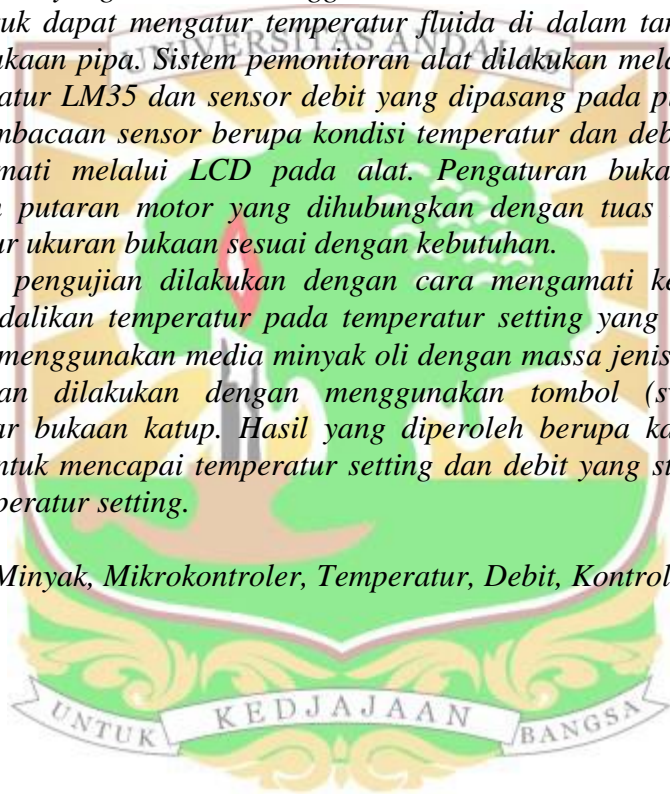 uk dapat mengatur temperatur fluida di dalam tan
ukaan pipa. Sistem pemonitoran alat dilakukan mela
atur LM35 dan sensor debit yang dipasang pada p
mbacaan sensor berupa kondisi temperatur dan deb
mati melalui LCD pada alat. Pengaturan buka
putaran motor yang dihubungkan dengan tuas
ur ukuran bukaan sesuai dengan kebutuhan.
pengujian dilakukan dengan cara mengamati ke
dalikan temperatur pada temperatur setting yang
menggunakan media minyak oli dengan massa jenis
an dilakukan dengan menggunakan tombol (s
ar bukaan katup. Hasil yang diperoleh berupa ka
ntuk mencapai temperatur setting dan debit yang st
peratur setting.
Minyak, Mikrokontroler, Temperatur, Debit, Kontrol
UNIVERSITAS ANDALAS
UNTUK KEDJAJAAN BANGSA